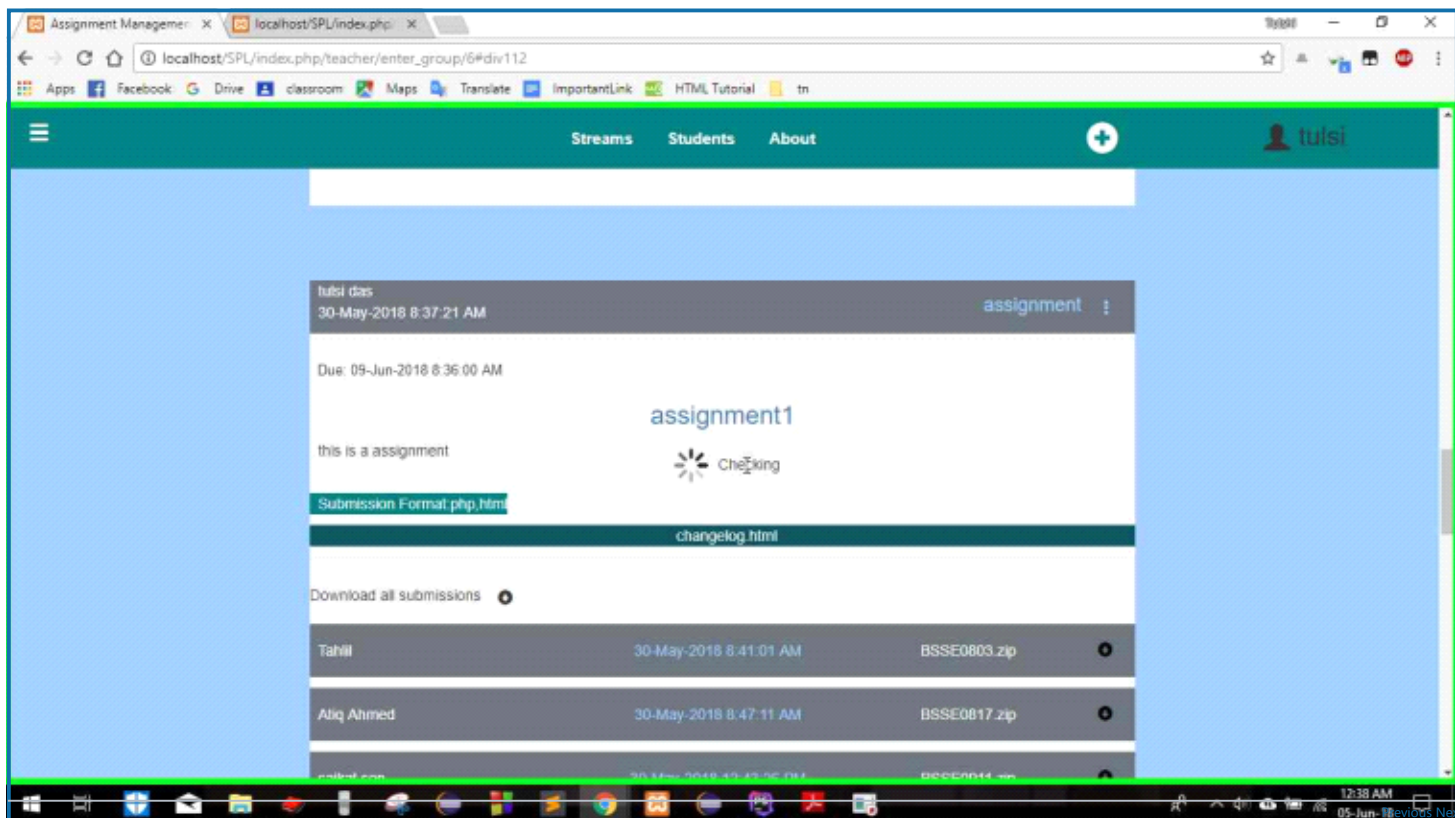 Assignment Managemer
localhost/SPL/index.php
localhost/SPL/index.php/teacher/enter_group/6#div112
Apps Facebook Drive classroom Maps Translate ImportantLink HTML Tutorial tn
Streams Students About tulsi
tulsi das
30-May-2018 8:37:21 AM
assignment
Due: 09-Jun-2018 8:36:00 AM
assignment1
this is a assignment
Checking
Submission Format:php,html
changelog.html
Download all submissions
Tahlil 30-May-2018 8:41:01 AM BSSE0803.zip
Atiq Ahmed 30-May-2018 8:47:11 AM BSSE0817.zip
12:38 AM
05-Jun-18